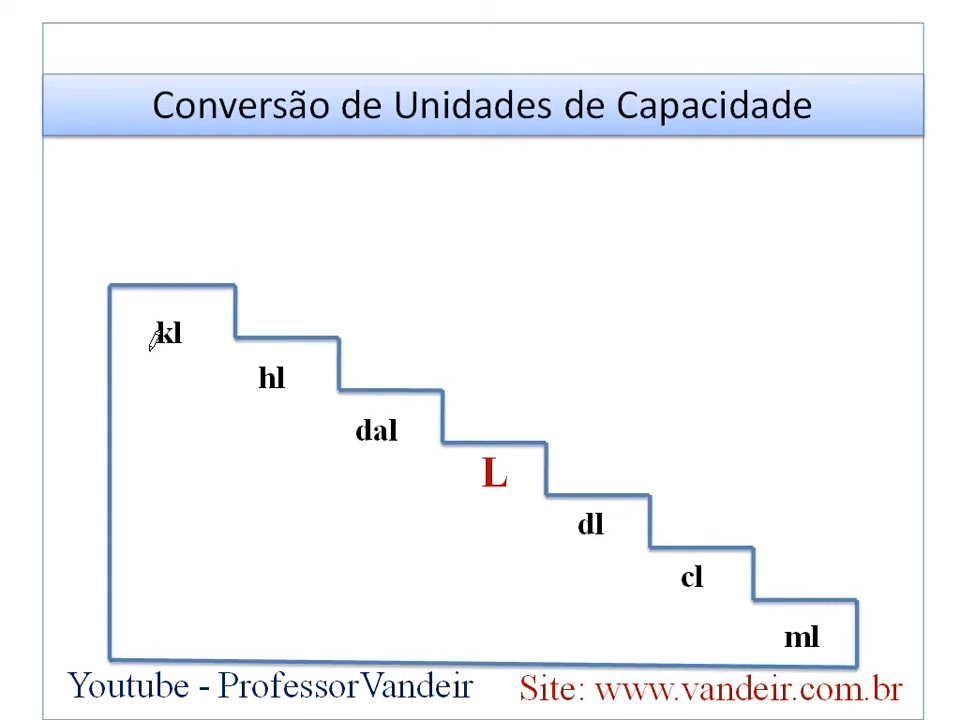 Conversão de Unidades de Capacidade
kl
hl
dal
L
dl
cl
ml
Youtube - ProfessorVandeir
Site: www.vandeir.com.br